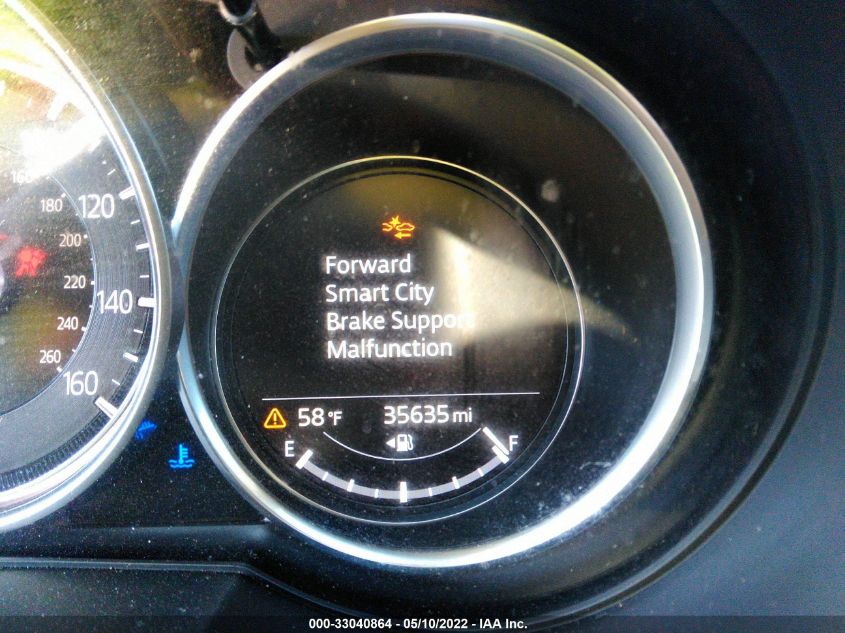 160
180
120
200
220
140
240
260
160
Forward
Smart City
Brake Support
Malfunction
58°F 35635 mi
E F
000-33040864 - 05/10/2022 - IAA Inc.